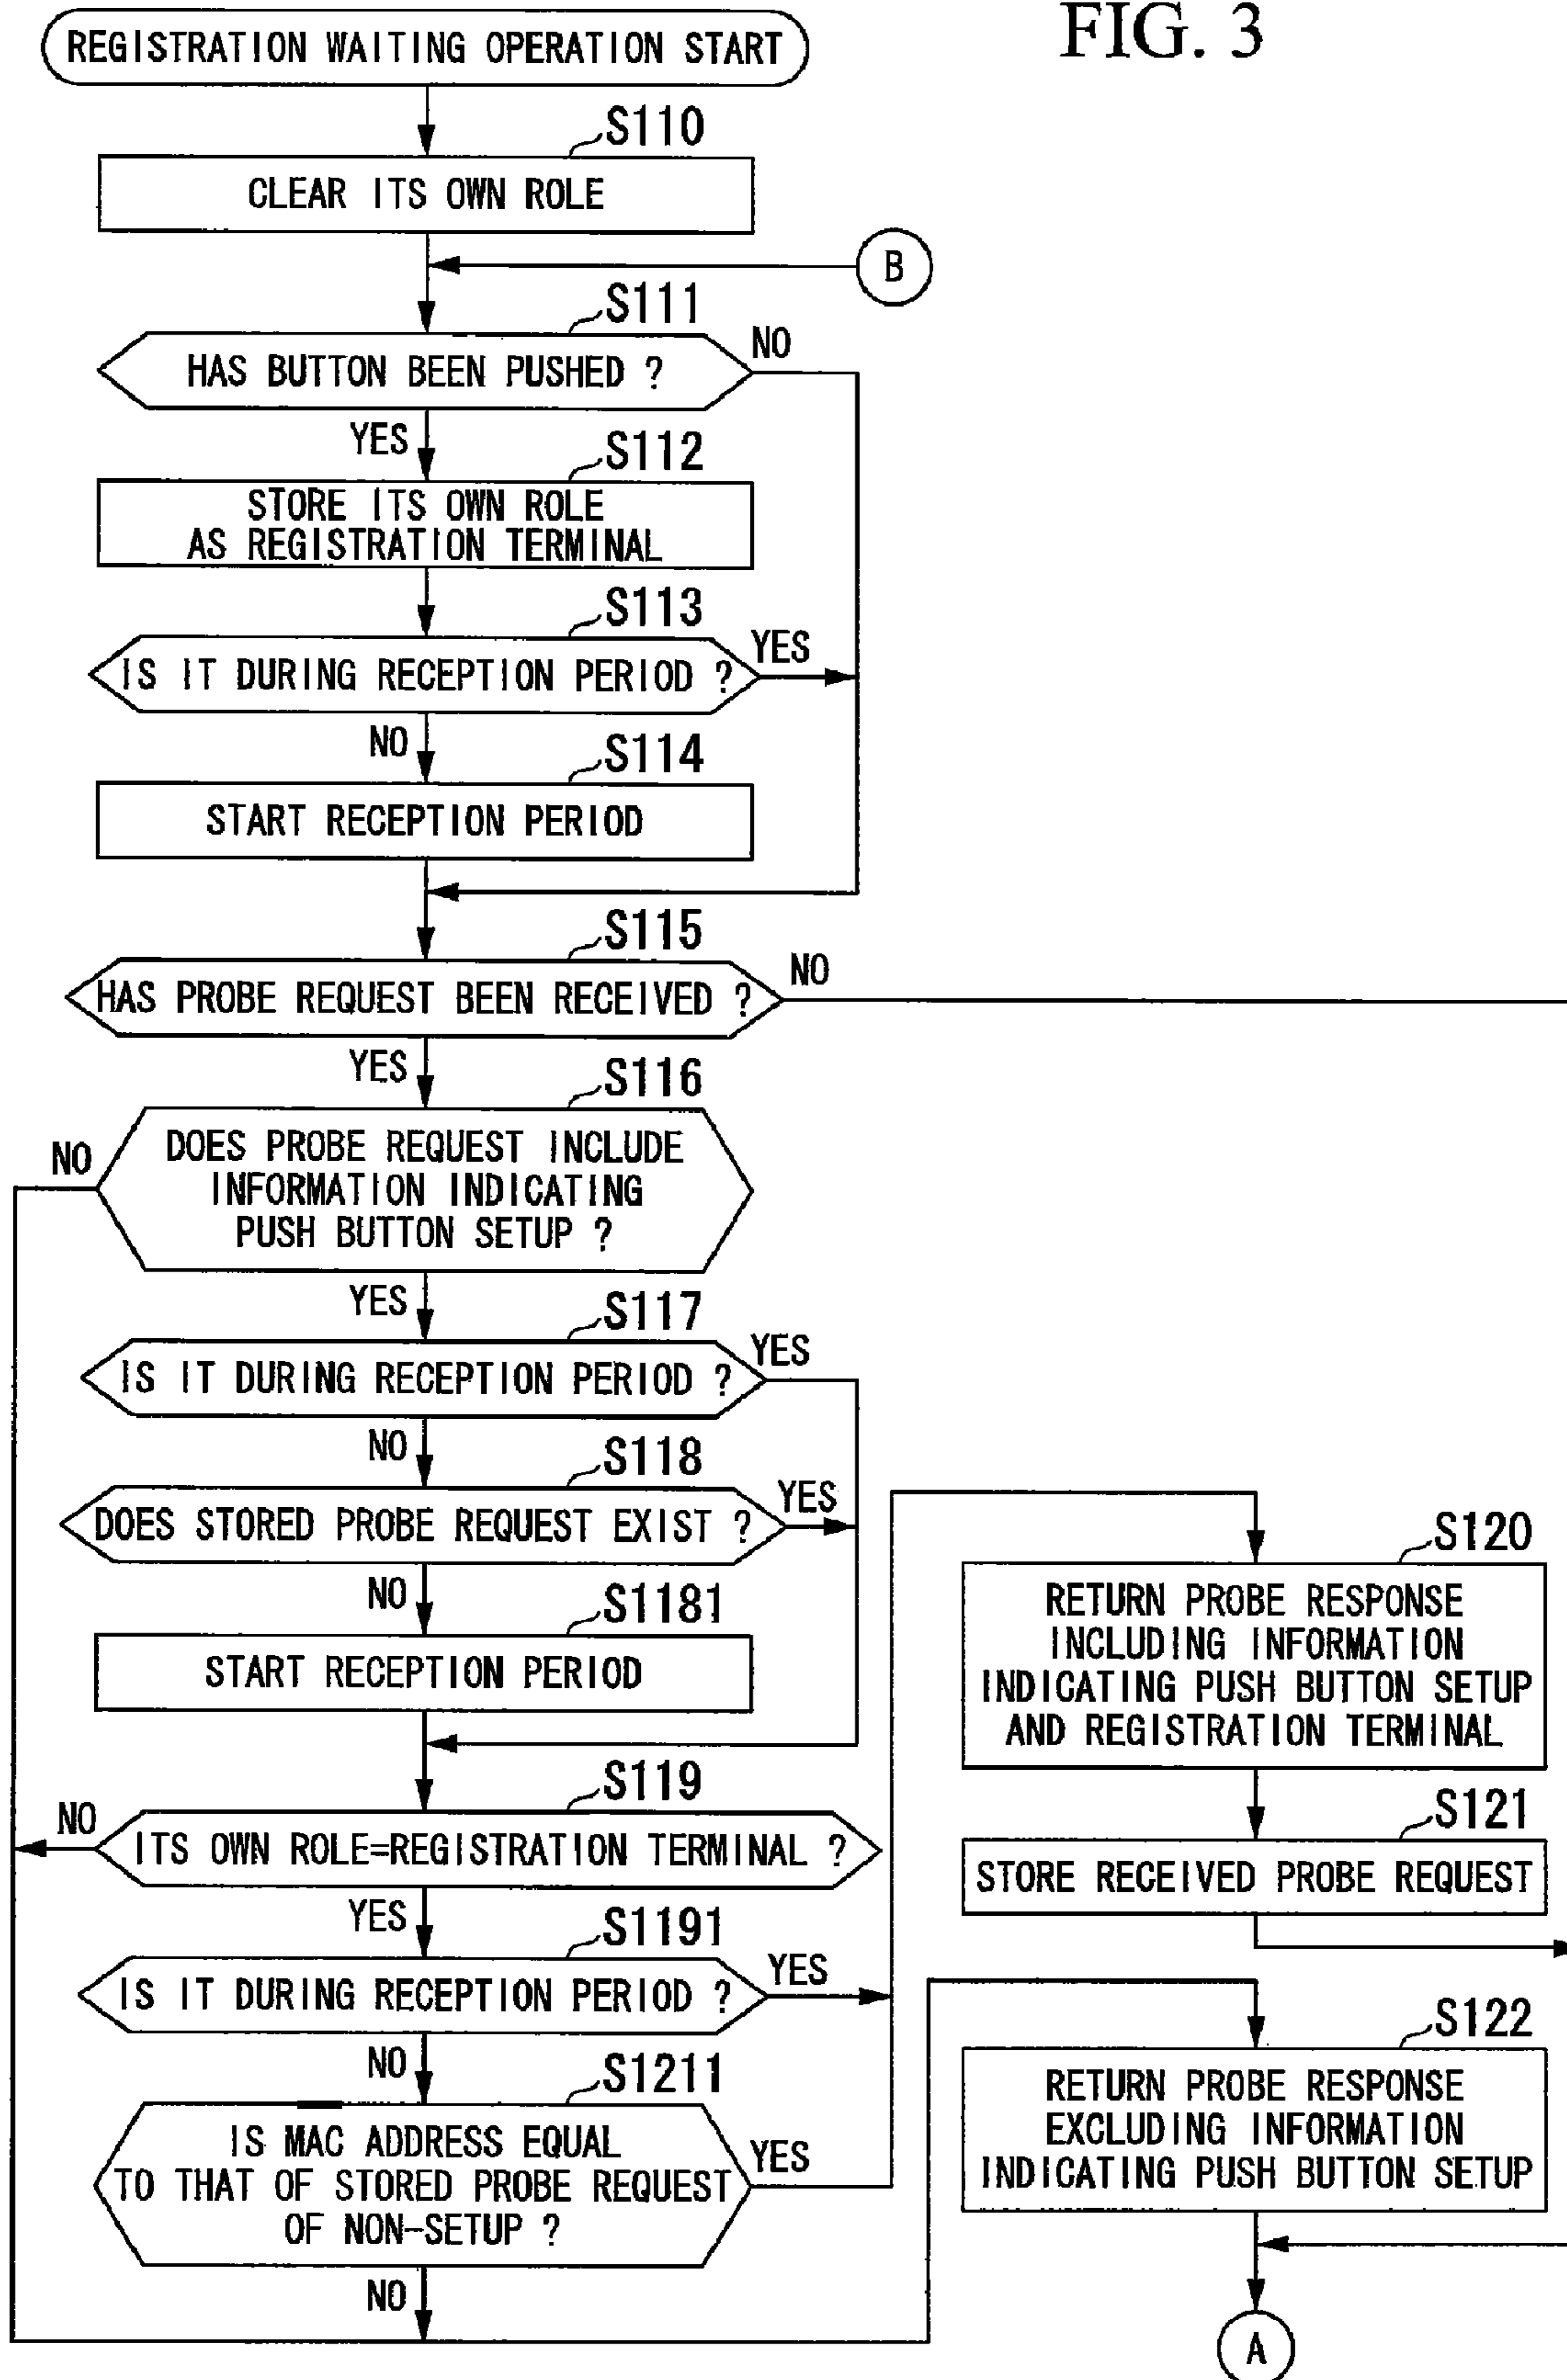 FIG. 3
REGISTRATION WAITING OPERATION START
S110
CLEAR ITS OWN ROLE
B
S111
HAS BUTTON BEEN PUSHED ?
NO
YES
S112
STORE ITS OWN ROLE
AS REGISTRATION TERMINAL
S113
IS IT DURING RECEPTION PERIOD ?
YES
NO
S114
START RECEPTION PERIOD
S115
HAS PROBE REQUEST BEEN RECEIVED ?
NO
YES
S116
DOES PROBE REQUEST INCLUDE
INFORMATION INDICATING
PUSH BUTTON SETUP ?
NO
YES
S117
IS IT DURING RECEPTION PERIOD ?
YES
NO
S118
DOES STORED PROBE REQUEST EXIST ?
YES
NO
S1181
START RECEPTION PERIOD
S119
ITS OWN ROLE=REGISTRATION TERMINAL ?
NO
YES
S1191
IS IT DURING RECEPTION PERIOD ?
YES
NO
S1211
IS MAC ADDRESS EQUAL
TO THAT OF STORED PROBE REQUEST
OF NON-SETUP ?
YES
NO
S120
RETURN PROBE RESPONSE
INCLUDING INFORMATION
INDICATING PUSH BUTTON SETUP
AND REGISTRATION TERMINAL
S121
STORE RECEIVED PROBE REQUEST
S122
RETURN PROBE RESPONSE
EXCLUDING INFORMATION
INDICATING PUSH BUTTON SETUP
A